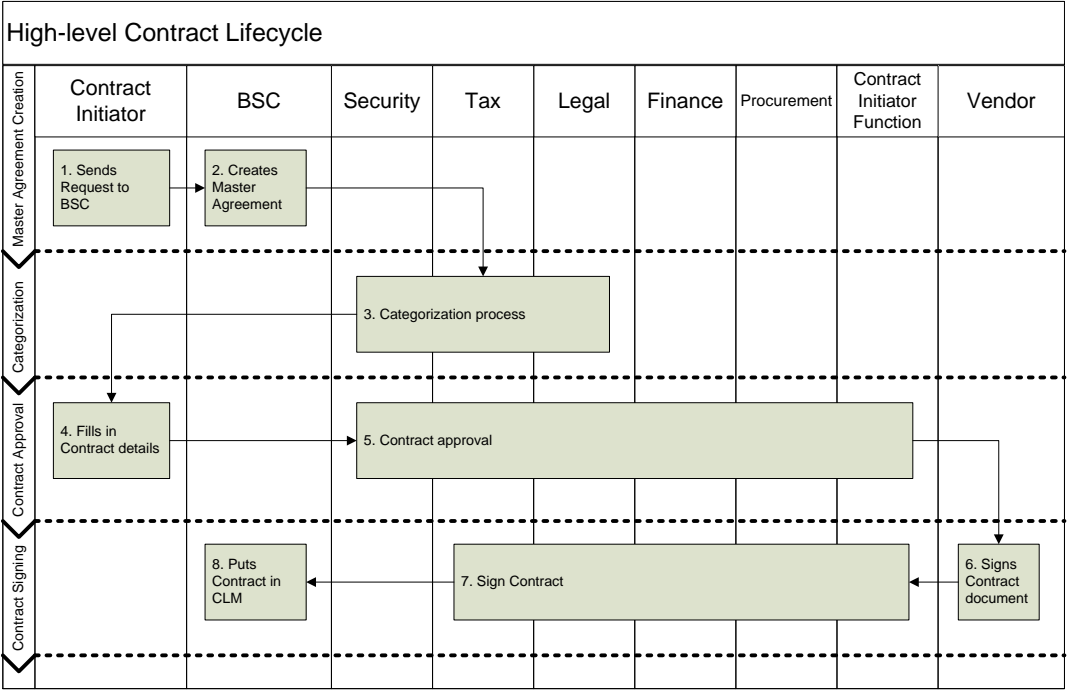 High-level Contract Lifecycle
Contract
Initiator
BSC
Security
Tax
Legal
Finance
Procurement
Contract
Initiator
Function
Vendor
Master Agreement Creation
1. Sends
Request to
BSC
2. Creates
Master
Agreement
Categorization
3. Categorization process
Contract Approval
4. Fills in
Contract details
5. Contract approval
Contract Signing
8. Puts
Contract in
CLM
7. Sign Contract
6. Signs
Contract
document